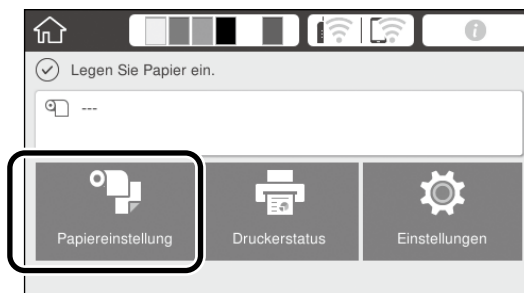 Legen Sie Papier ein.
---
Papiereinstellung
Druckerstatus
Einstellungen